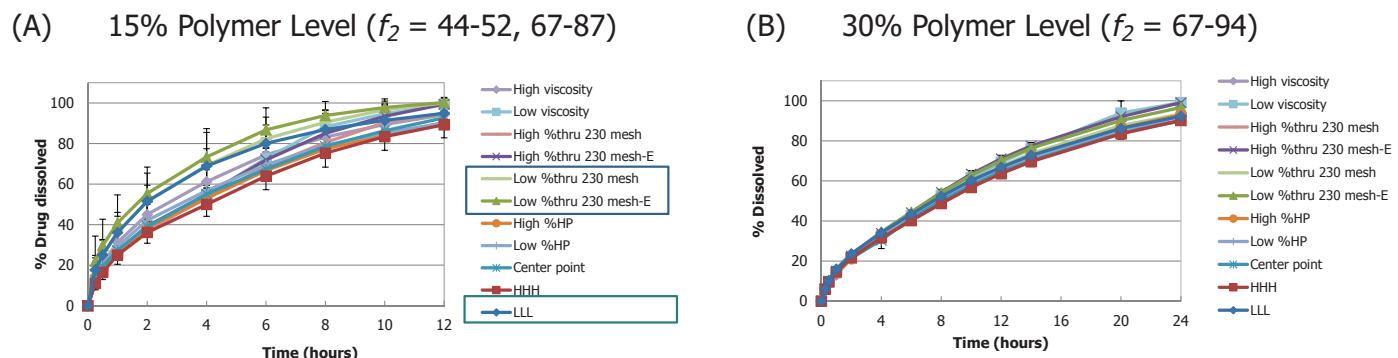 (A) 15% Polymer Level (f2 = 44-52, 67-87)
% Drug dissolved
100
80
60
40
20
0
0 2 4 6 8 10 12
Time (hours)
High viscosity
Low viscosity
High %thru 230 mesh
High %thru 230 mesh-E
Low %thru 230 mesh
Low %thru 230 mesh-E
High %HP
Low %HP
Center point
HHH
LLL
(B) 30% Polymer Level (f2 = 67-94)
% Dissolved
100
80
60
40
20
0
0 4 8 12 16 20 24
Time (hours)
High viscosity
Low viscosity
High %thru 230 mesh
High %thru 230 mesh-E
Low %thru 230 mesh
Low %thru 230 mesh-E
High %HP
Low %HP
Center point
HHH
LLL